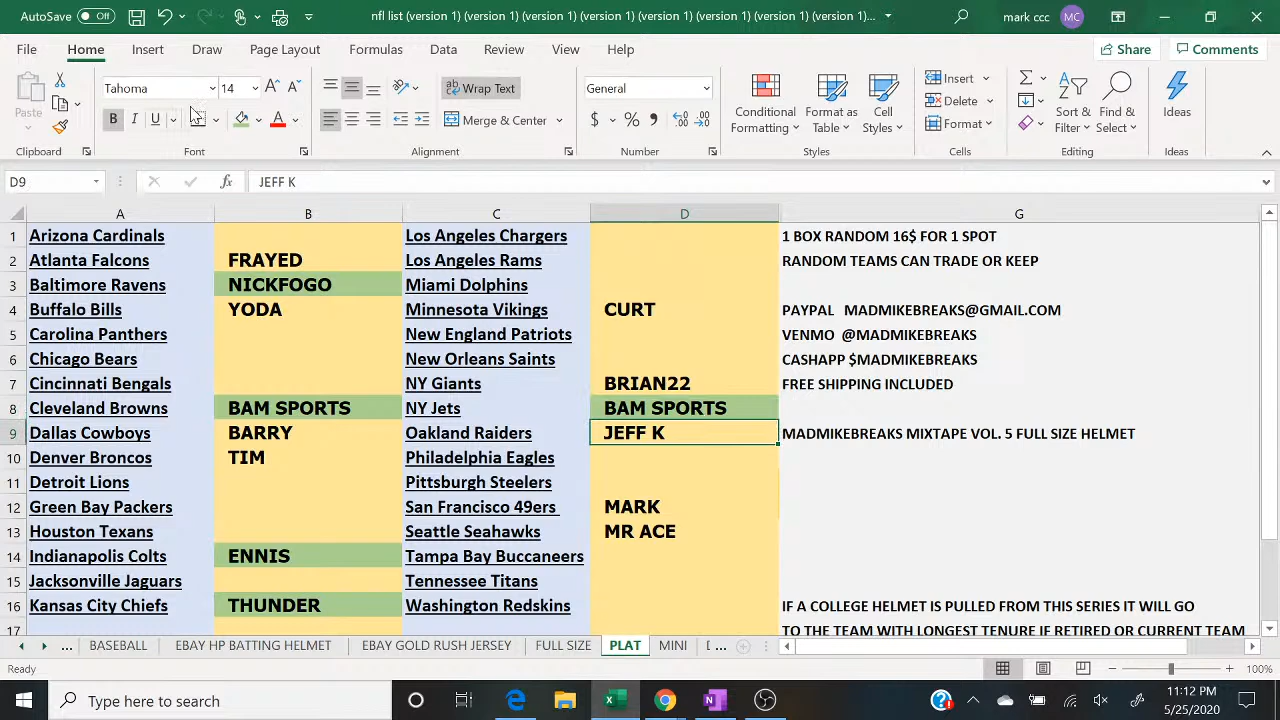 AutoSave Off nfl list (version 1) (version 1) (version 1) (version 1) (version 1) (version 1)... mark ccc MC
File Home Insert Draw Page Layout Formulas Data Review View Help Share Comments
Paste Tahoma 14 Wrap Text Merge & Center General $ % Conditional Formatting Format as Table Cell Styles Insert Delete Format Sort & Filter Find & Select Ideas
Clipboard Font Alignment Number Styles Cells Editing Ideas
D9 fx JEFF K
A B C D G
1 Arizona Cardinals Los Angeles Chargers 1 BOX RANDOM 16$ FOR 1 SPOT
2 Atlanta Falcons FRAYED Los Angeles Rams RANDOM TEAMS CAN TRADE OR KEEP
3 Baltimore Ravens NICKFOGO Miami Dolphins
4 Buffalo Bills YODA Minnesota Vikings CURT PAYPAL MADMIKEBREAKS@GMAIL.COM
5 Carolina Panthers New England Patriots VENMO @MADMIKEBREAKS
6 Chicago Bears New Orleans Saints CASHAPP $MADMIKEBREAKS
7 Cincinnati Bengals NY Giants BRIAN22 FREE SHIPPING INCLUDED
8 Cleveland Browns BAM SPORTS NY Jets BAM SPORTS
9 Dallas Cowboys BARRY Oakland Raiders JEFF K MADMIKEBREAKS MIXTAPE VOL. 5 FULL SIZE HELMET
10 Denver Broncos TIM Philadelphia Eagles
11 Detroit Lions Pittsburgh Steelers
12 Green Bay Packers San Francisco 49ers MARK
13 Houston Texans Seattle Seahawks MR ACE
14 Indianapolis Colts ENNIS Tampa Bay Buccaneers
15 Jacksonville Jaguars Tennessee Titans
16 Kansas City Chiefs THUNDER Washington Redskins IF A COLLEGE HELMET IS PULLED FROM THIS SERIES IT WILL GO
17 TO THE TEAM WITH LONGEST TENURE IF RETIRED OR CURRENT TEAM
... BASEBALL EBAY HP BATTING HELMET EBAY GOLD RUSH JERSEY FULL SIZE PLAT MINI ...
Ready 100%
Type here to search 11:12 PM
5/25/2020